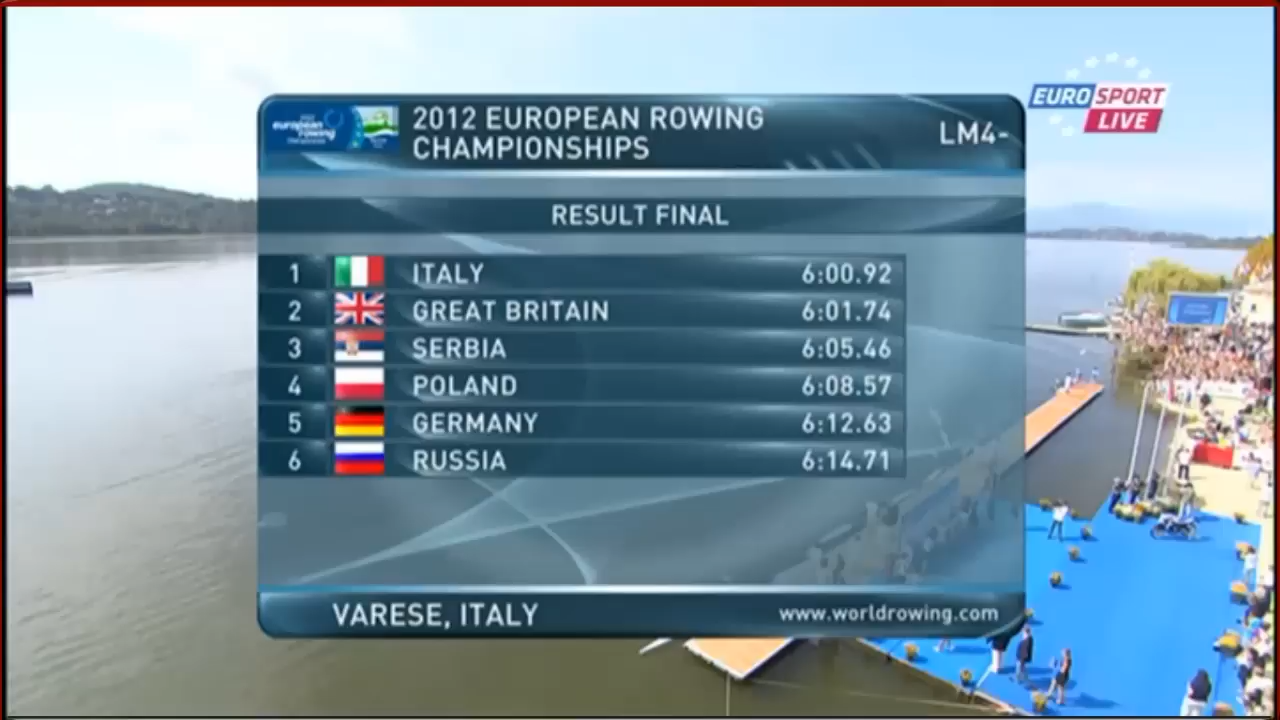 2012 EUROPEAN ROWING
CHAMPIONSHIPS
LM4-
EUROSPORT
LIVE
european
rowing
RESULT FINAL
1 ITALY 6:00.92
2 GREAT BRITAIN 6:01.74
3 SERBIA 6:05.46
4 POLAND 6:08.57
5 GERMANY 6:12.63
6 RUSSIA 6:14.71
VARESE, ITALY
www.worldrowing.com